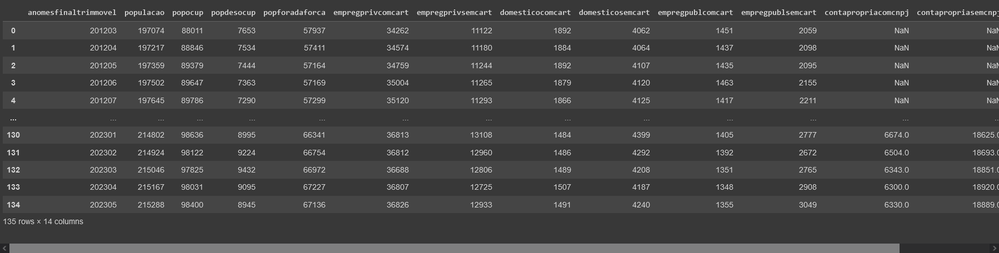 anomesfinaltrimmovel populacao popocup popdesocup popforadaforca empregprivcomcart empregprivsemcart domesticocomcart domesticosemcart empregpublcomcart empregpublsemcart contapropriacomcnpj contapropriasemcnpj
0 201203 197074 88011 7653 57937 34262 11122 1892 4062 1451 2059 NaN NaN
1 201204 197217 88846 7534 57411 34574 11180 1884 4064 1437 2098 NaN NaN
2 201205 197359 89379 7444 57164 34759 11244 1892 4107 1435 2095 NaN NaN
3 201206 197502 89647 7363 57169 35004 11265 1879 4120 1463 2155 NaN NaN
4 201207 197645 89786 7290 57299 35120 11293 1866 4125 1417 2211 NaN NaN
... ... ... ... ... ... ... ... ... ... ... ... ... ...
130 202301 214802 98636 8995 66341 36813 13108 1484 4399 1405 2777 6674.0 18625.0
131 202302 214924 98122 9224 66754 36812 12960 1486 4292 1392 2672 6504.0 18693.0
132 202303 215046 97825 9432 66972 36688 12806 1489 4208 1351 2765 6343.0 18851.0
133 202304 215167 98031 9095 67227 36807 12725 1507 4187 1348 2908 6300.0 18920.0
134 202305 215288 98400 8945 67136 36826 12933 1491 4240 1355 3049 6330.0 18889.0
135 rows × 14 columns